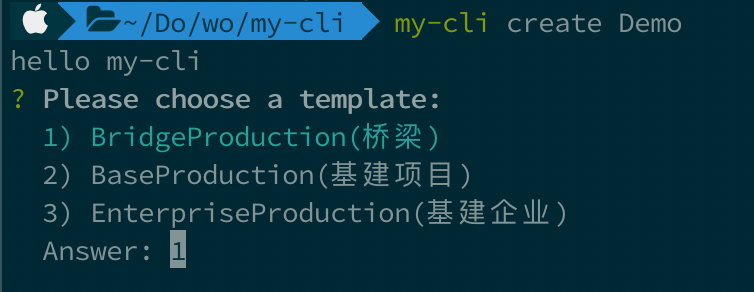 ~/Do/wo/my-cli my-cli create Demo
hello my-cli
? Please choose a template:
1) BridgeProduction(桥梁)
2) BaseProduction(基建项目)
3) EnterpriseProduction(基建企业)
Answer: 1